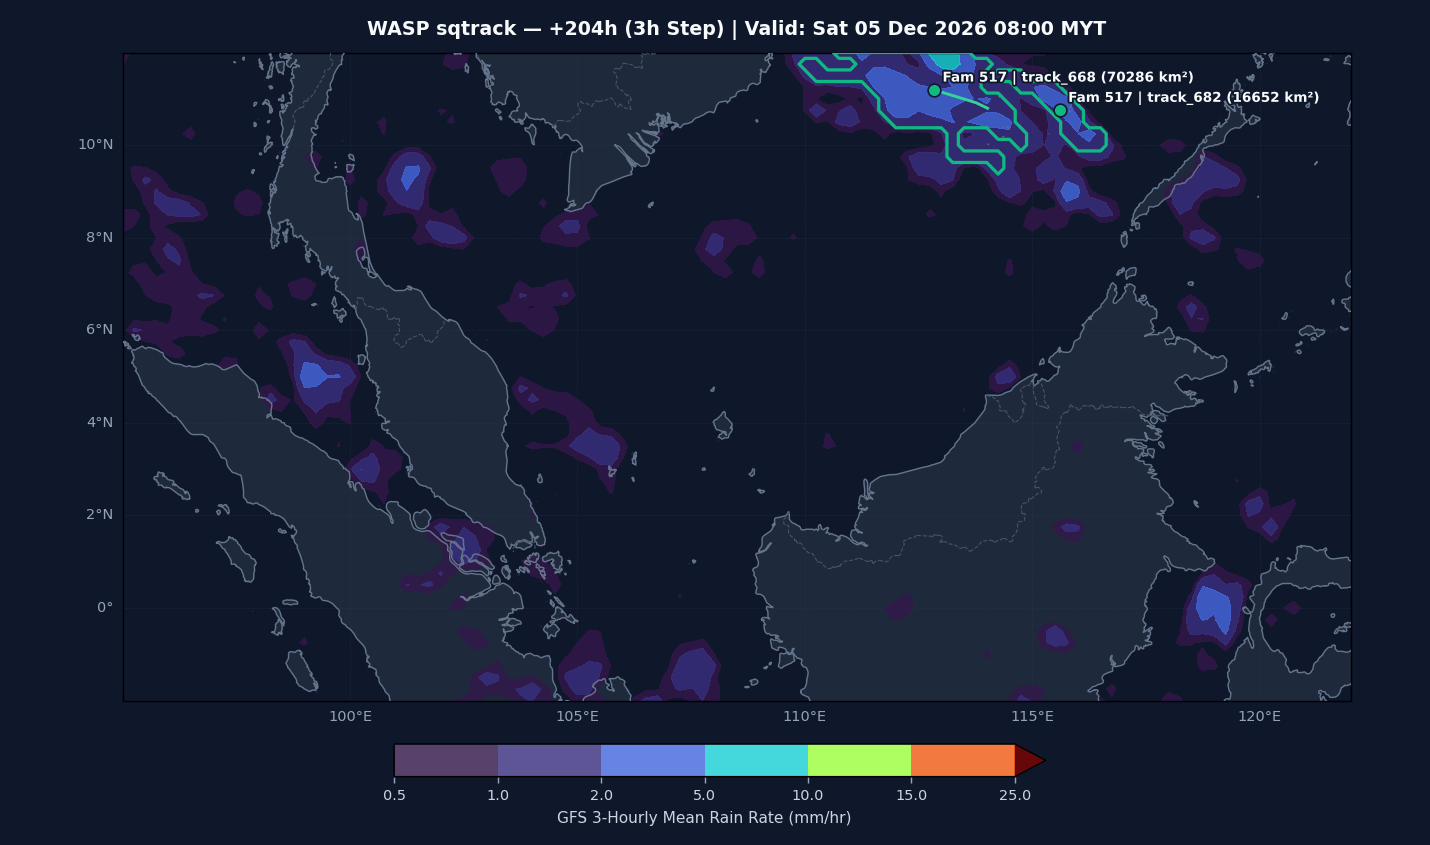 WASP sqtrack — +204h (3h Step) | Valid: Sat 05 Dec 2026 08:00 MYT
Fam 517 | track_668 (70286 km²)
Fam 517 | track_682 (16652 km²)
10°N
8°N
6°N
4°N
2°N
0°
100°E 105°E 110°E 115°E 120°E
0.5 1.0 2.0 5.0 10.0 15.0 25.0
GFS 3-Hourly Mean Rain Rate (mm/hr)